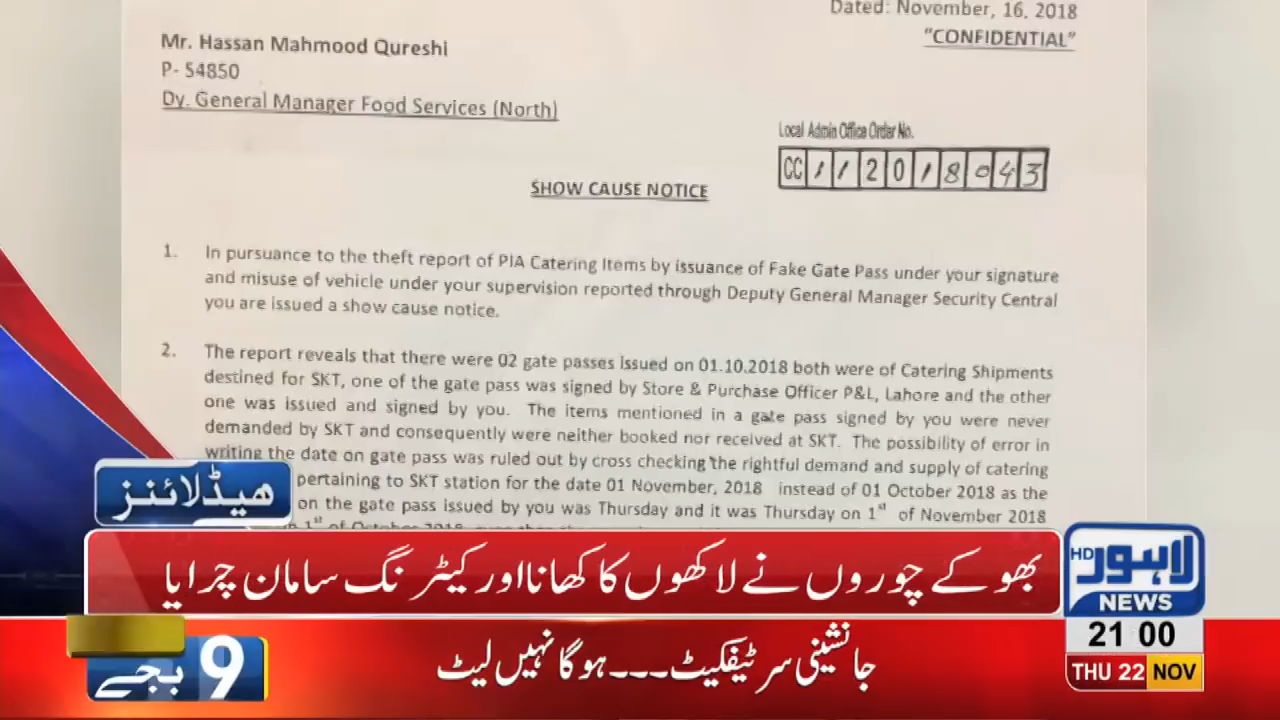 Dated: November, 16, 2018
"CONFIDENTIAL"
Mr. Hassan Mahmood Qureshi
P- 54850
Dy. General Manager Food Services (North)
Local Admin Office Order No.
CC 1 1 2 0 1 8 0 4 3
SHOW CAUSE NOTICE
1. In pursuance to the theft report of PIA Catering Items by issuance of Fake Gate Pass under your signature
and misuse of vehicle under your supervision reported through Deputy General Manager Security Central
you are issued a show cause notice.
2. The report reveals that there were 02 gate passes issued on 01.10.2018 both were of Catering Shipments
destined for SKT, one of the gate pass was signed by Store & Purchase Officer P&L, Lahore and the other
one was issued and signed by you. The items mentioned in a gate pass signed by you were never
demanded by SKT and consequently were neither booked nor received at SKT. The possibility of error in
writing the date on gate pass was ruled out by cross checking the rightful demand and supply of catering
pertaining to SKT station for the date 01 November, 2018 instead of 01 October 2018 as the
on the gate pass issued by you was Thursday and it was Thursday on 1st of November 2018
ہیڈلائنز
بھوکے چوروں نے لاکھوں کا کھانا اور کیٹرنگ سامان چرایا
HD لاہور
NEWS
21 00
THU 22 NOV
جانشینی سرٹیفکیٹ۔۔۔ہوگا نہیں لیٹ
9 بجے